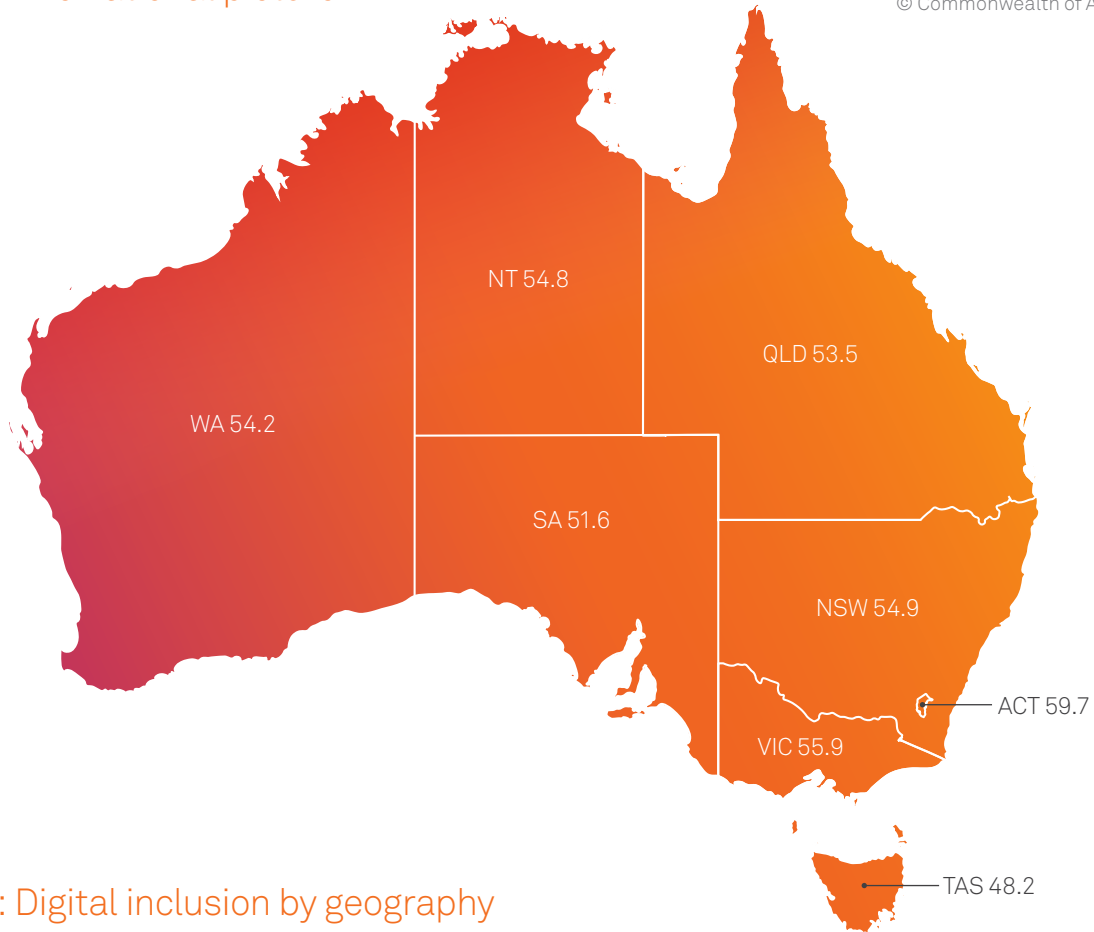 © Commonwealth of A
NT 54.8
QLD 53.5
WA 54.2
SA 51.6
NSW 54.9
ACT 59.7
VIC 55.9
TAS 48.2
: Digital inclusion by geography